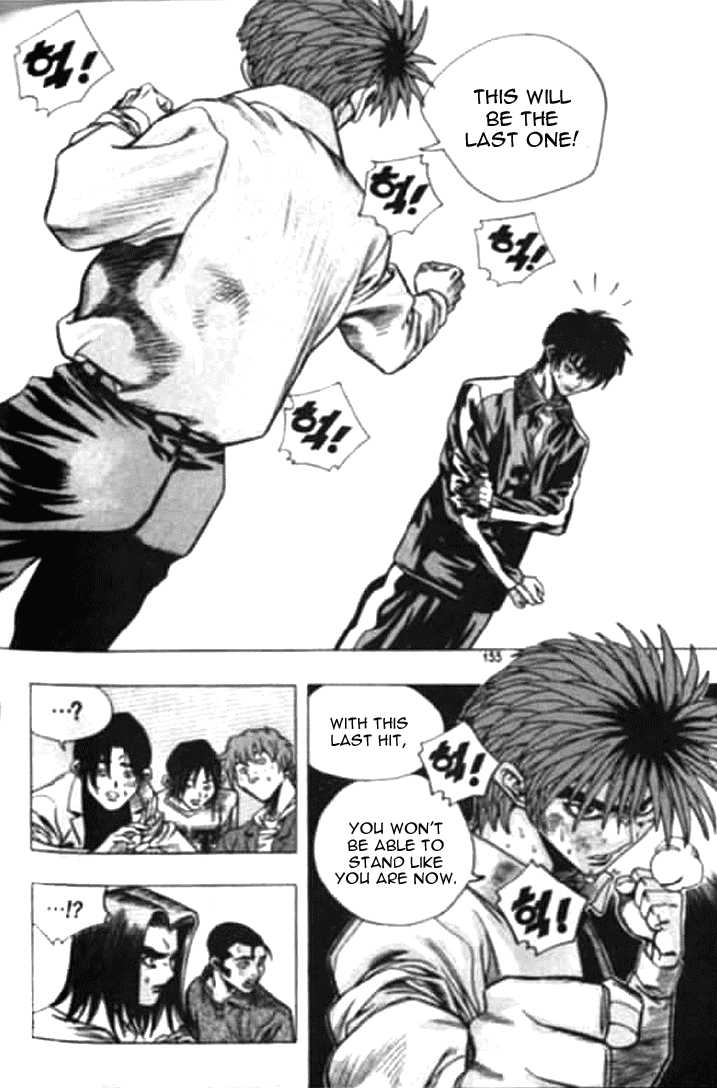 헉!
THIS WILL
BE THE
LAST ONE!
헉!
헉!
헉!
133
...?
WITH THIS
LAST HIT,
헉!
YOU WON'T
BE ABLE TO
STAND LIKE
YOU ARE NOW.
헉!
...!?